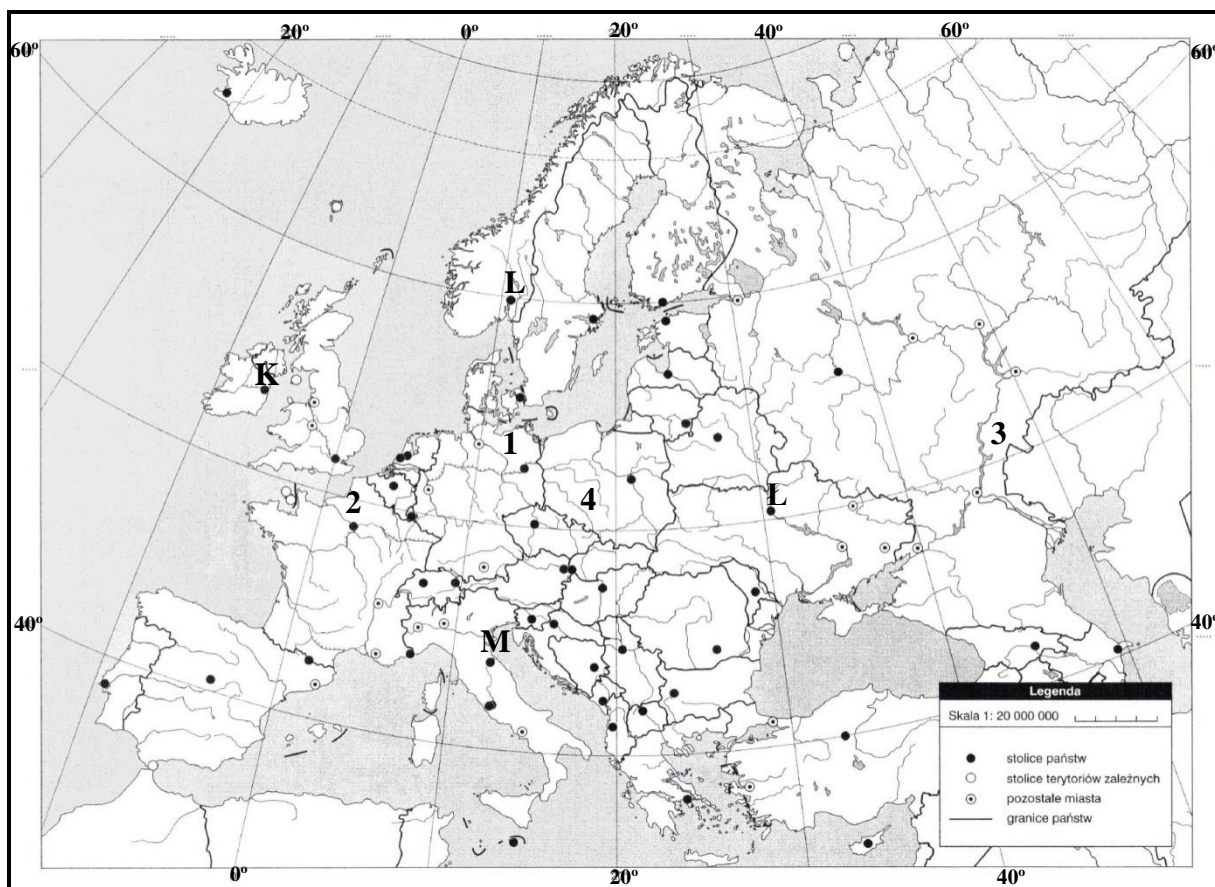 20º 0º 20º 40º 60º
60º 60º
L
K
1
3
2
4
Ł
M
40º 40º
Legenda
Skala 1: 20 000 000
stolice państw
stolice terytoriów zależnych
pozostałe miasta
granice państw
0º 20º 40º